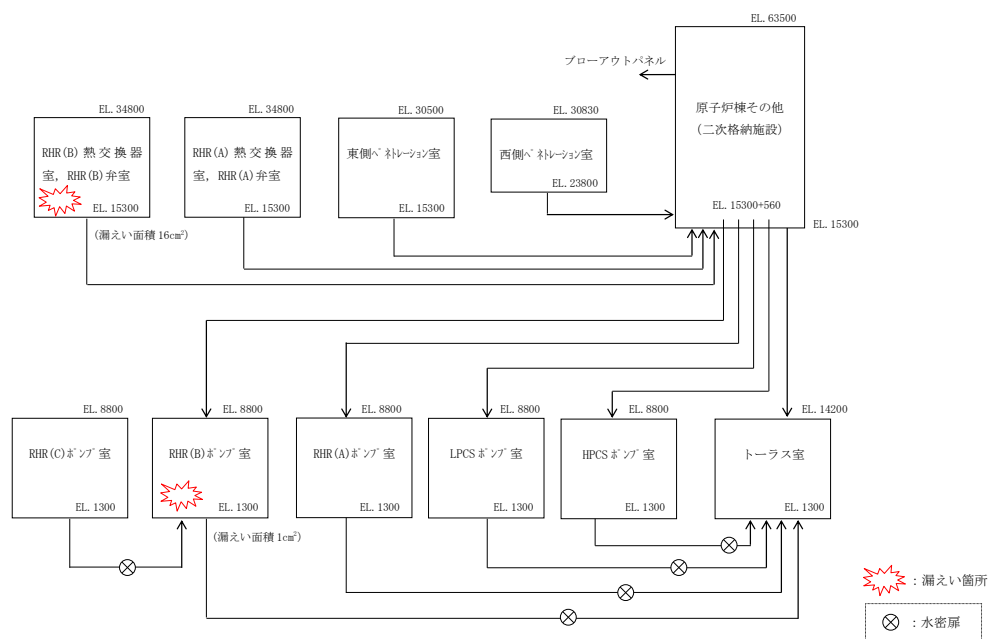 EL. 63500
ブローアウトパネル
原子炉棟その他
(二次格納施設)
EL. 15300+560
EL. 15300
EL. 34800
RHR(B) 熱交換器
室, RHR(B)弁室
EL. 15300
(漏えい面積 16cm²)
EL. 34800
RHR(A) 熱交換器
室, RHR(A)弁室
EL. 15300
EL. 30500
東側ペネトレーション室
EL. 15300
EL. 30830
西側ペネトレーション室
EL. 23800
EL. 8800
RHR(C)ポンプ室
EL. 1300
EL. 8800
RHR(B)ポンプ室
EL. 1300
(漏えい面積 1cm²)
EL. 8800
RHR(A)ポンプ室
EL. 1300
EL. 8800
LPCSポンプ室
EL. 1300
EL. 8800
HPCSポンプ室
EL. 1300
EL. 14200
トーラス室
EL. 1300
:漏えい箇所
:水密扉